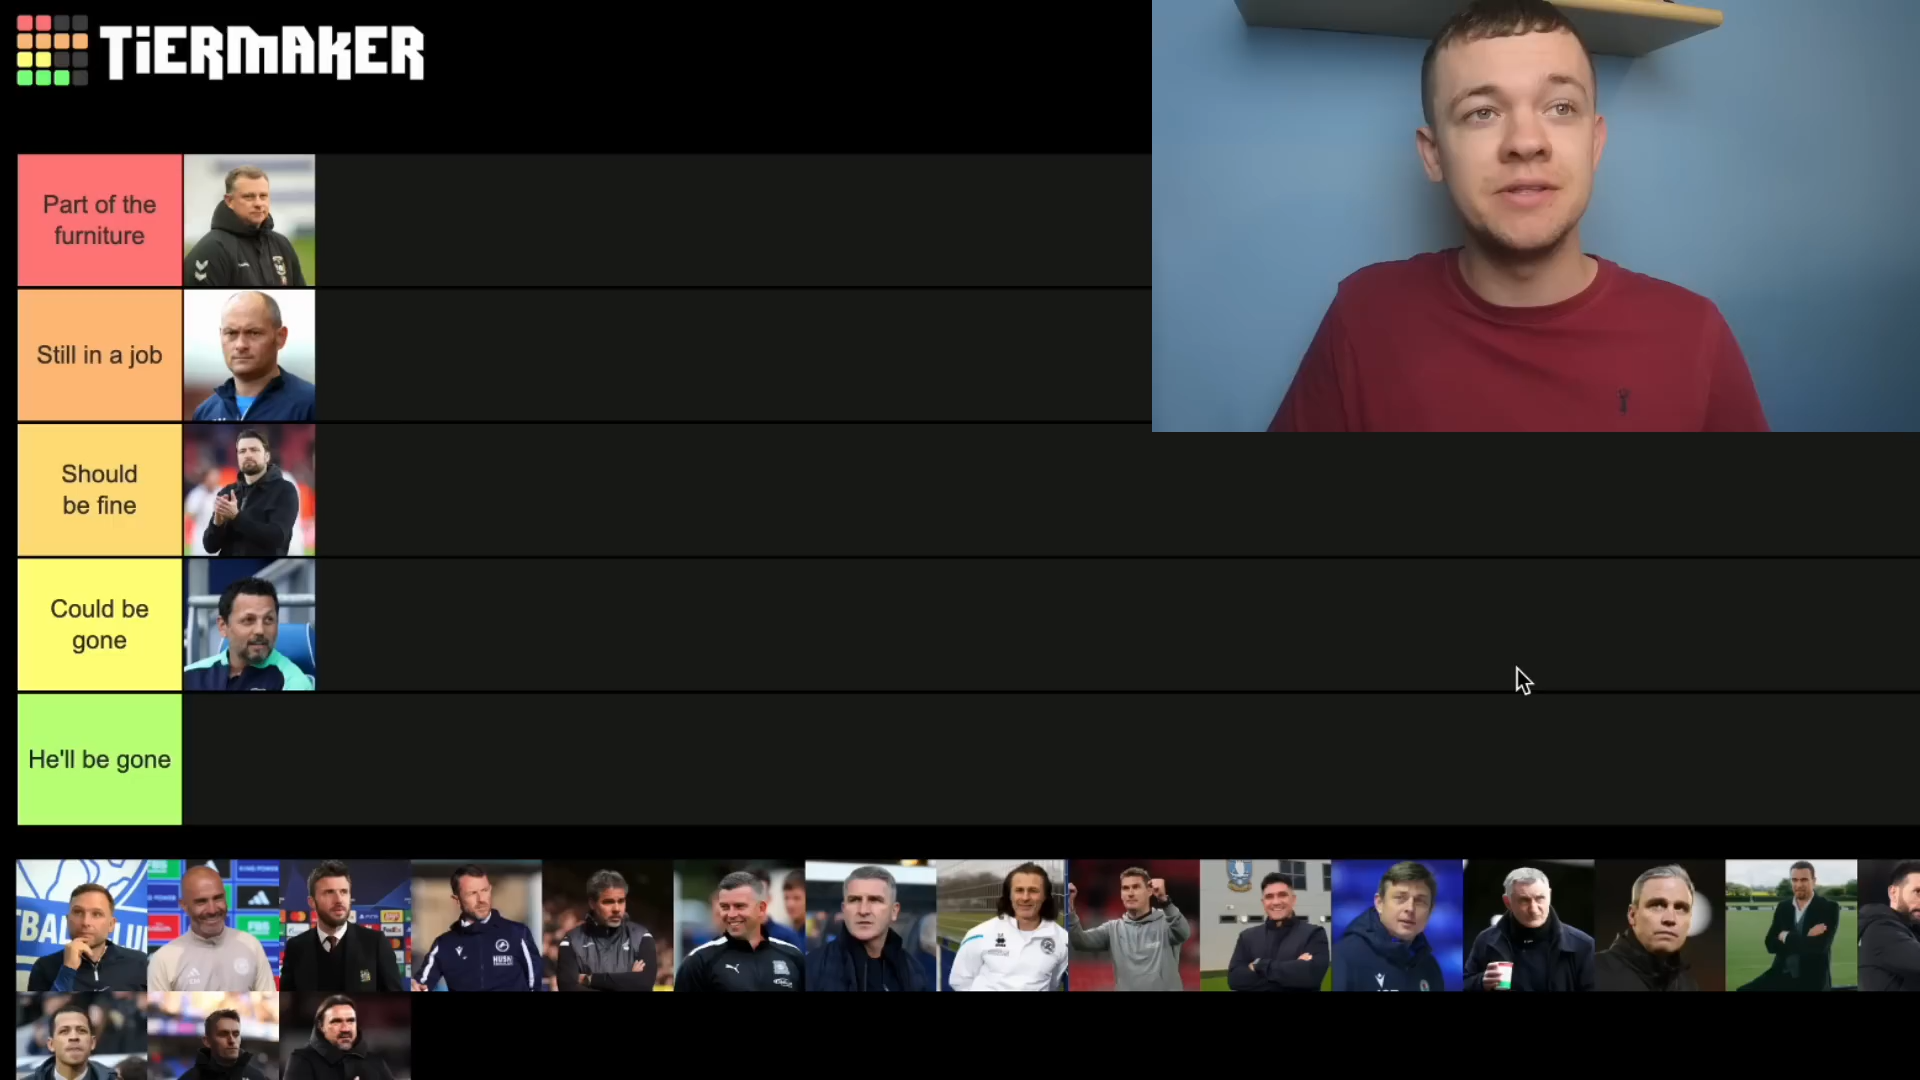 TiERMAKER
Part of the
furniture
Still in a job
Should
be fine
Could be
gone
He'll be gone